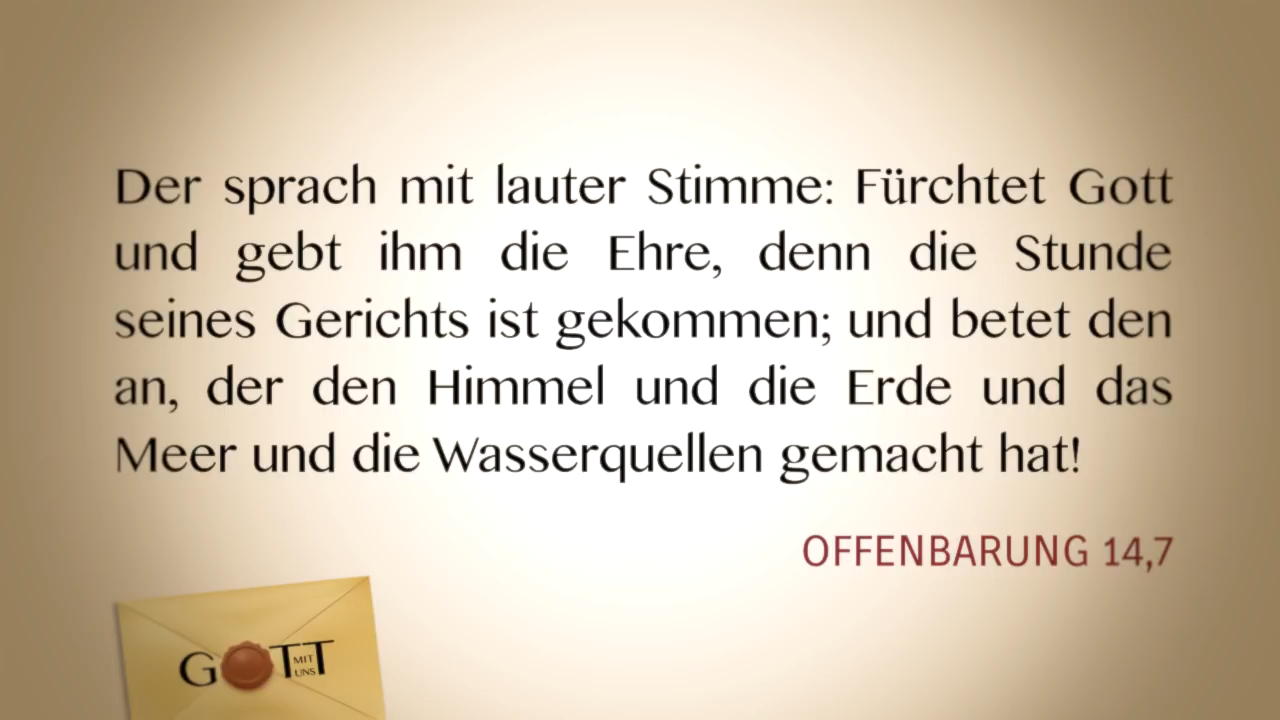 Der sprach mit lauter Stimme: Fürchtet Gott
und gebt ihm die Ehre, denn die Stunde
seines Gerichts ist gekommen; und betet den
an, der den Himmel und die Erde und das
Meer und die Wasserquellen gemacht hat!
OFFENBARUNG 14,7
GOTT
MIT
UNS